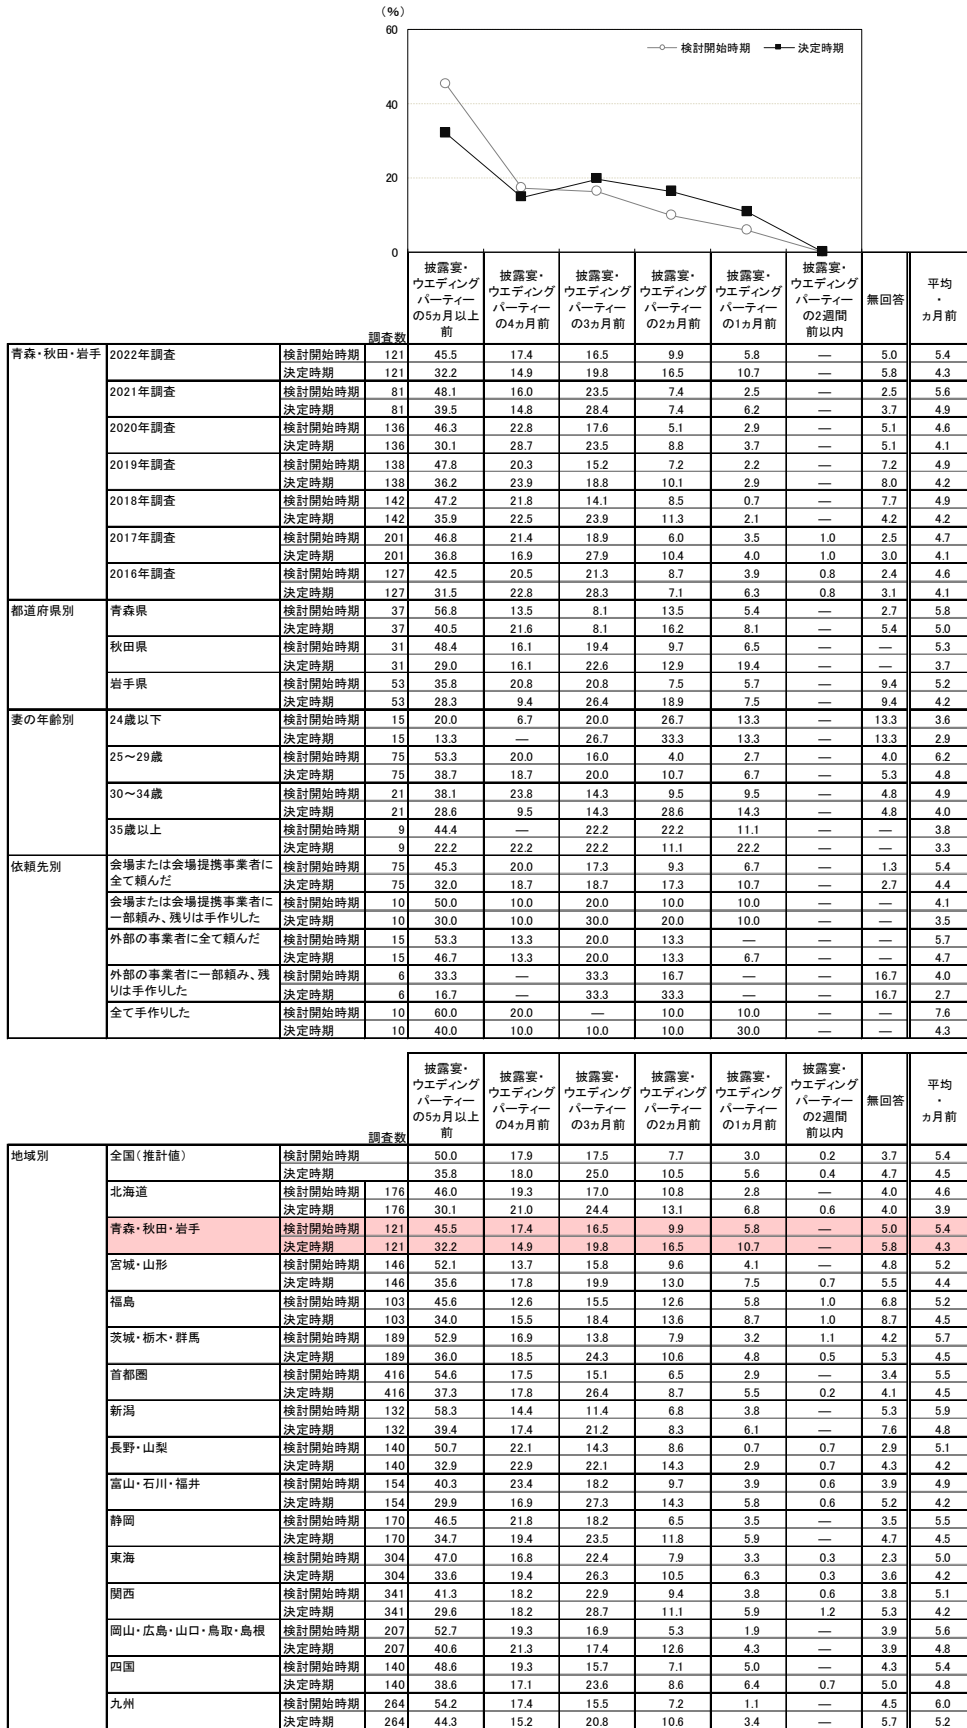 (%)
60
40
20
0
検討開始時期 決定時期
調査数 披露宴・ウエディングパーティーの5ヵ月以上前 披露宴・ウエディングパーティーの4ヵ月前 披露宴・ウエディングパーティーの3ヵ月前 披露宴・ウエディングパーティーの2ヵ月前 披露宴・ウエディングパーティーの1ヵ月前 披露宴・ウエディングパーティーの2週間前以内 無回答 平均・ヵ月前
青森・秋田・岩手 2022年調査 検討開始時期 121 45.5 17.4 16.5 9.9 5.8 — 5.0 5.4
決定時期 121 32.2 14.9 19.8 16.5 10.7 — 5.8 4.3
2021年調査 検討開始時期 81 48.1 16.0 23.5 7.4 2.5 — 2.5 5.6
決定時期 81 39.5 14.8 28.4 7.4 6.2 — 3.7 4.9
2020年調査 検討開始時期 136 46.3 22.8 17.6 5.1 2.9 — 5.1 4.6
決定時期 136 30.1 28.7 23.5 8.8 3.7 — 5.1 4.1
2019年調査 検討開始時期 138 47.8 20.3 15.2 7.2 2.2 — 7.2 4.9
決定時期 138 36.2 23.9 18.8 10.1 2.9 — 8.0 4.2
2018年調査 検討開始時期 142 47.2 21.8 14.1 8.5 0.7 — 7.7 4.9
決定時期 142 35.9 22.5 23.9 11.3 2.1 — 4.2 4.2
2017年調査 検討開始時期 201 46.8 21.4 18.9 6.0 3.5 1.0 2.5 4.7
決定時期 201 36.8 16.9 27.9 10.4 4.0 1.0 3.0 4.1
2016年調査 検討開始時期 127 42.5 20.5 21.3 8.7 3.9 0.8 2.4 4.6
決定時期 127 31.5 22.8 28.3 7.1 6.3 0.8 3.1 4.1
都道府県別 青森県 検討開始時期 37 56.8 13.5 8.1 13.5 5.4 — 2.7 5.8
決定時期 37 40.5 21.6 8.1 16.2 8.1 — 5.4 5.0
秋田県 検討開始時期 31 48.4 16.1 19.4 9.7 6.5 — — 5.3
決定時期 31 29.0 16.1 22.6 12.9 19.4 — — 3.7
岩手県 検討開始時期 53 35.8 20.8 20.8 7.5 5.7 — 9.4 5.2
決定時期 53 28.3 9.4 26.4 18.9 7.5 — 9.4 4.2
妻の年齢別 24歳以下 検討開始時期 15 20.0 6.7 20.0 26.7 13.3 — 13.3 3.6
決定時期 15 13.3 — 26.7 33.3 13.3 — 13.3 2.9
25〜29歳 検討開始時期 75 53.3 20.0 16.0 4.0 2.7 — 4.0 6.2
決定時期 75 38.7 18.7 20.0 10.7 6.7 — 5.3 4.8
30〜34歳 検討開始時期 21 38.1 23.8 14.3 9.5 9.5 — 4.8 4.9
決定時期 21 28.6 9.5 14.3 28.6 14.3 — 4.8 4.0
35歳以上 検討開始時期 9 44.4 — 22.2 22.2 11.1 — — 3.8
決定時期 9 22.2 22.2 22.2 11.1 22.2 — — 3.3
依頼先別 会場または会場提携事業者に全て頼んだ 検討開始時期 75 45.3 20.0 17.3 9.3 6.7 — 1.3 5.4
決定時期 75 32.0 18.7 18.7 17.3 10.7 — 2.7 4.4
会場または会場提携事業者に一部頼み、残りは手作りした 検討開始時期 10 50.0 10.0 20.0 10.0 10.0 — — 4.1
決定時期 10 30.0 10.0 30.0 20.0 10.0 — — 3.5
外部の事業者に全て頼んだ 検討開始時期 15 53.3 13.3 20.0 13.3 — — — 5.7
決定時期 15 46.7 13.3 20.0 13.3 6.7 — — 4.7
外部の事業者に一部頼み、残りは手作りした 検討開始時期 6 33.3 — 33.3 16.7 — — 16.7 4.0
決定時期 6 16.7 — 33.3 33.3 — — 16.7 2.7
全て手作りした 検討開始時期 10 60.0 20.0 — 10.0 10.0 — — 7.6
決定時期 10 40.0 10.0 10.0 10.0 30.0 — — 4.3
調査数 披露宴・ウエディングパーティーの5ヵ月以上前 披露宴・ウエディングパーティーの4ヵ月前 披露宴・ウエディングパーティーの3ヵ月前 披露宴・ウエディングパーティーの2ヵ月前 披露宴・ウエディングパーティーの1ヵ月前 披露宴・ウエディングパーティーの2週間前以内 無回答 平均・ヵ月前
地域別 全国(推計値) 検討開始時期 50.0 17.9 17.5 7.7 3.0 0.2 3.7 5.4
決定時期 35.8 18.0 25.0 10.5 5.6 0.4 4.7 4.5
北海道 検討開始時期 176 46.0 19.3 17.0 10.8 2.8 — 4.0 4.6
決定時期 176 30.1 21.0 24.4 13.1 6.8 0.6 4.0 3.9
青森・秋田・岩手 検討開始時期 121 45.5 17.4 16.5 9.9 5.8 — 5.0 5.4
決定時期 121 32.2 14.9 19.8 16.5 10.7 — 5.8 4.3
宮城・山形 検討開始時期 146 52.1 13.7 15.8 9.6 4.1 — 4.8 5.2
決定時期 146 35.6 17.8 19.9 13.0 7.5 0.7 5.5 4.4
福島 検討開始時期 103 45.6 12.6 15.5 12.6 5.8 1.0 6.8 5.2
決定時期 103 34.0 15.5 18.4 13.6 8.7 1.0 8.7 4.5
茨城・栃木・群馬 検討開始時期 189 52.9 16.9 13.8 7.9 3.2 1.1 4.2 5.7
決定時期 189 36.0 18.5 24.3 10.6 4.8 0.5 5.3 4.5
首都圏 検討開始時期 416 54.6 17.5 15.1 6.5 2.9 — 3.4 5.5
決定時期 416 37.3 17.8 26.4 8.7 5.5 0.2 4.1 4.5
新潟 検討開始時期 132 58.3 14.4 11.4 6.8 3.8 — 5.3 5.9
決定時期 132 39.4 17.4 21.2 8.3 6.1 — 7.6 4.8
長野・山梨 検討開始時期 140 50.7 22.1 14.3 8.6 0.7 0.7 2.9 5.1
決定時期 140 32.9 22.9 22.1 14.3 2.9 0.7 4.3 4.2
富山・石川・福井 検討開始時期 154 40.3 23.4 18.2 9.7 3.9 0.6 3.9 4.9
決定時期 154 29.9 16.9 27.3 14.3 5.8 0.6 5.2 4.2
静岡 検討開始時期 170 46.5 21.8 18.2 6.5 3.5 — 3.5 5.5
決定時期 170 34.7 19.4 23.5 11.8 5.9 — 4.7 4.5
東海 検討開始時期 304 47.0 16.8 22.4 7.9 3.3 0.3 2.3 5.0
決定時期 304 33.6 19.4 26.3 10.5 6.3 0.3 3.6 4.2
関西 検討開始時期 341 41.3 18.2 22.9 9.4 3.8 0.6 3.8 5.1
決定時期 341 29.6 18.2 28.7 11.1 5.9 1.2 5.3 4.2
岡山・広島・山口・鳥取・島根 検討開始時期 207 52.7 19.3 16.9 5.3 1.9 — 3.9 5.6
決定時期 207 40.6 21.3 17.4 12.6 4.3 — 3.9 4.8
四国 検討開始時期 140 48.6 19.3 15.7 7.1 5.0 — 4.3 5.4
決定時期 140 38.6 17.1 23.6 8.6 6.4 0.7 5.0 4.8
九州 検討開始時期 264 54.2 17.4 15.5 7.2 1.1 — 4.5 6.0
決定時期 264 44.3 15.2 20.8 10.6 3.4 — 5.7 5.2